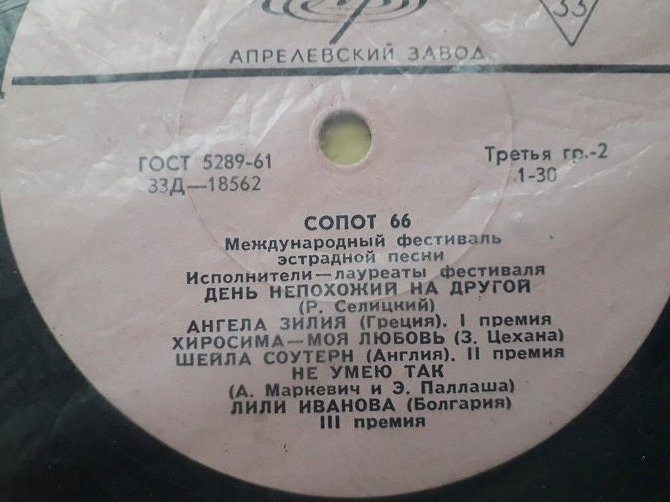 33
АПРЕЛЕВСКИЙ ЗАВОД
ГОСТ 5289-61
Третья гр.-2
33Д—18562
1-30
СОПОТ 66
Международный фестиваль
эстрадной песни
Исполнители—лауреаты фестиваля
ДЕНЬ НЕПОХОЖИЙ НА ДРУГОЙ
(Р. Селицкий)
АНГЕЛА ЗИЛИЯ (Греция). I премия
ХИРОСИМА—МОЯ ЛЮБОВЬ (З. Цехана)
ШЕЙЛА СОУТЕРН (Англия). II премия
НЕ УМЕЮ ТАК
(А. Маркевич и Э. Паллаша)
ЛИЛИ ИВАНОВА (Болгария)
III премия